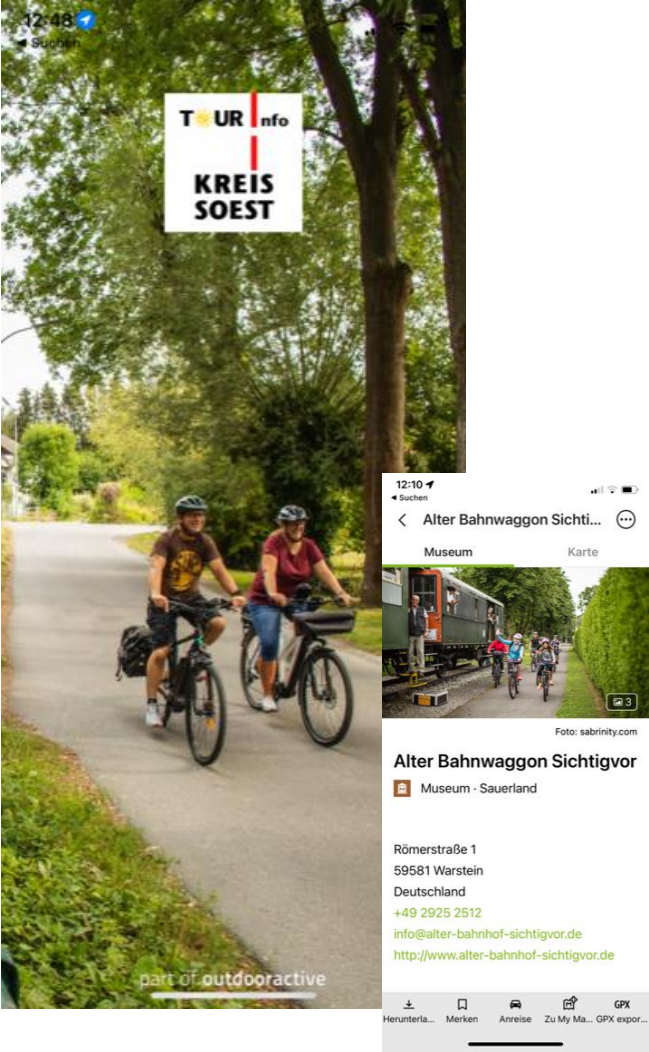 12:48
◀ Suchen
TOUR Info
KREIS
SOEST
part of outdooractive
12:10
◀ Suchen
Alter Bahnwaggon Sichti...
Museum
Karte
3
Foto: sabrinity.com
Alter Bahnwaggon Sichtigvor
Museum · Sauerland
Römerstraße 1
59581 Warstein
Deutschland
+49 2925 2512
info@alter-bahnhof-sichtigvor.de
http://www.alter-bahnhof-sichtigvor.de
GPX
Herunterla... Merken Anreise Zu My Ma... GPX expor...